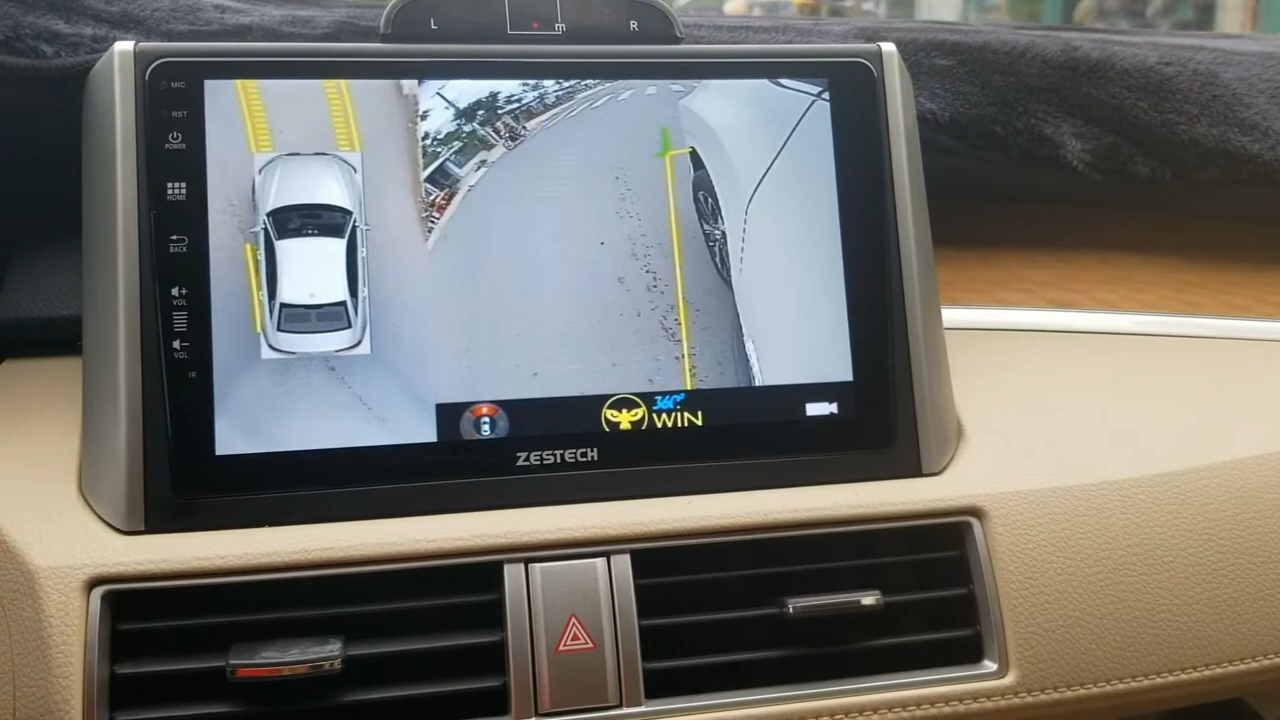 L m R
MIC
RST
POWER
HOME
BACK
VOL
VOL
IR
360°
WiN
ZESTECH